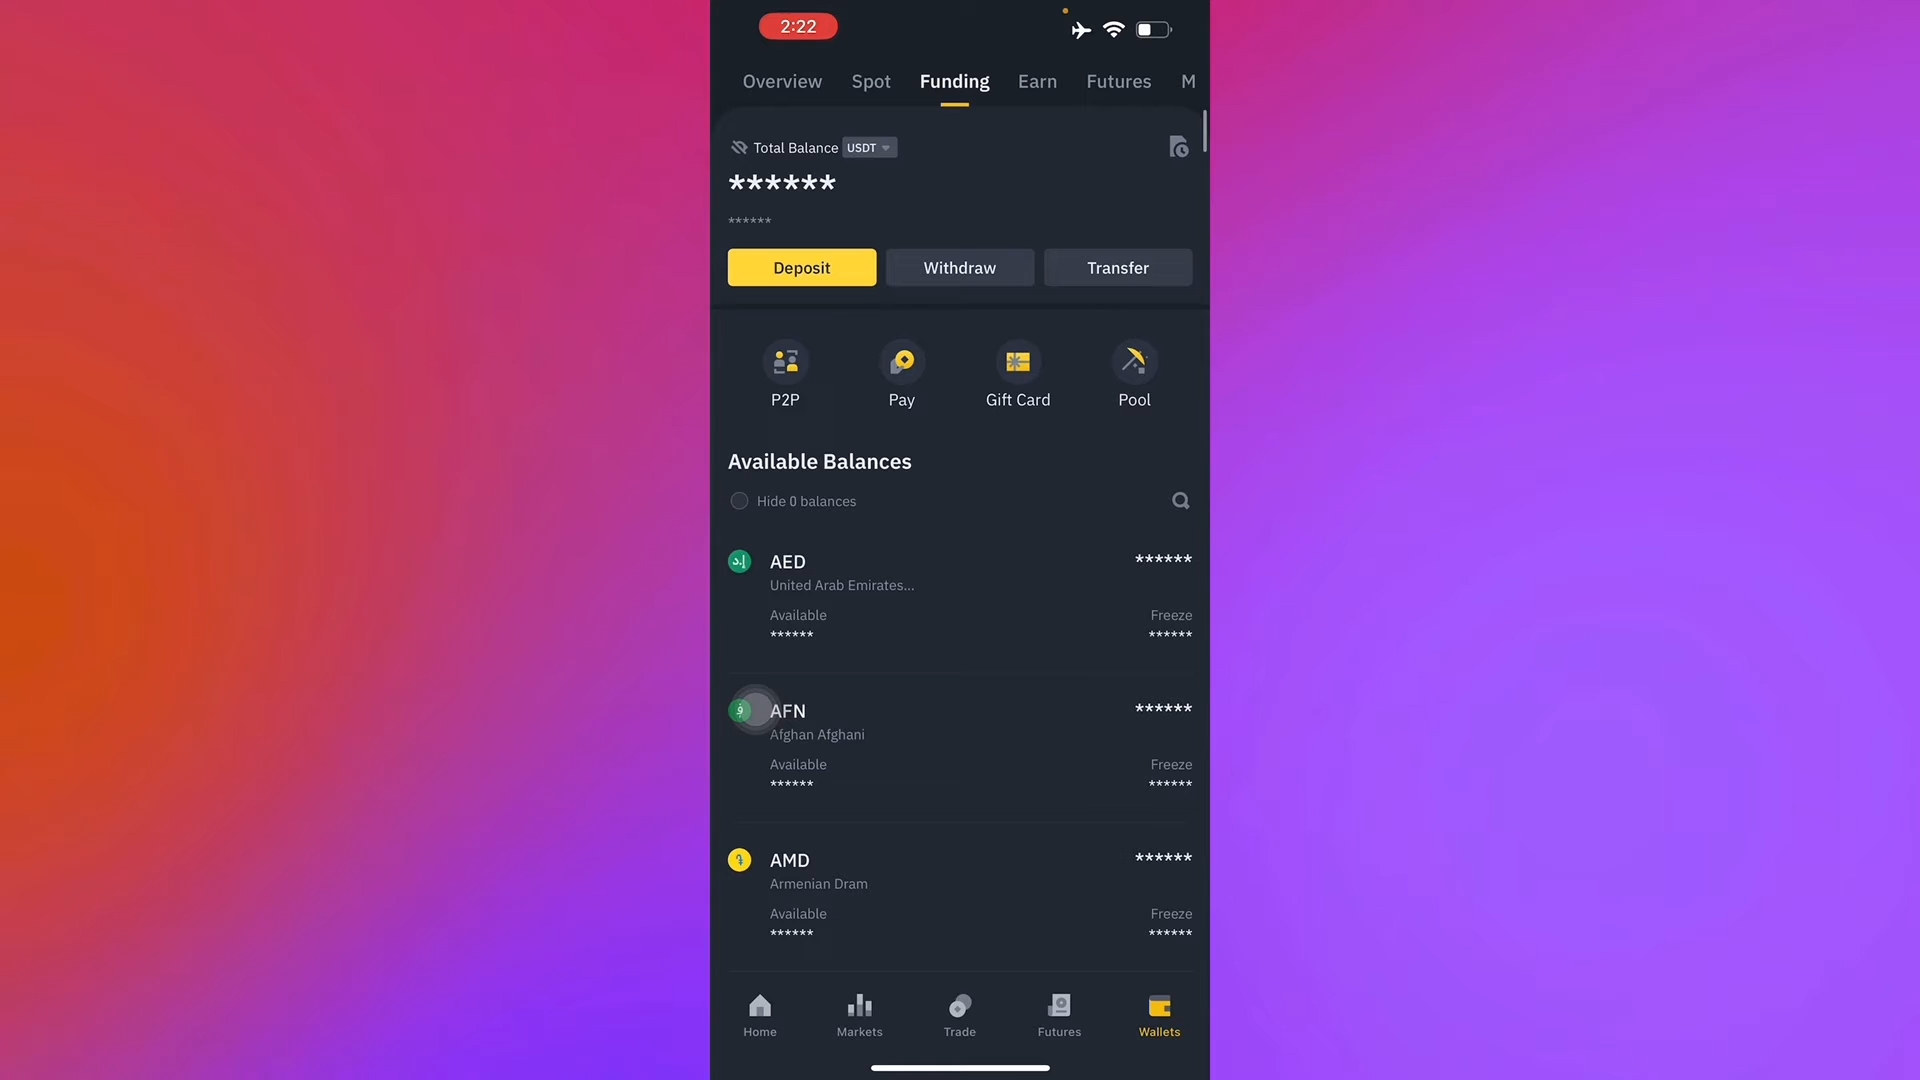 2:22
Overview Spot Funding Earn Futures M
Total Balance USDT
******
******
Deposit Withdraw Transfer
P2P Pay Gift Card Pool
Available Balances
Hide 0 balances
د.إ AED ******
United Arab Emirates...
Available Freeze
****** ******
؋ AFN ******
Afghan Afghani
Available Freeze
****** ******
֏ AMD ******
Armenian Dram
Available Freeze
****** ******
Home Markets Trade Futures Wallets